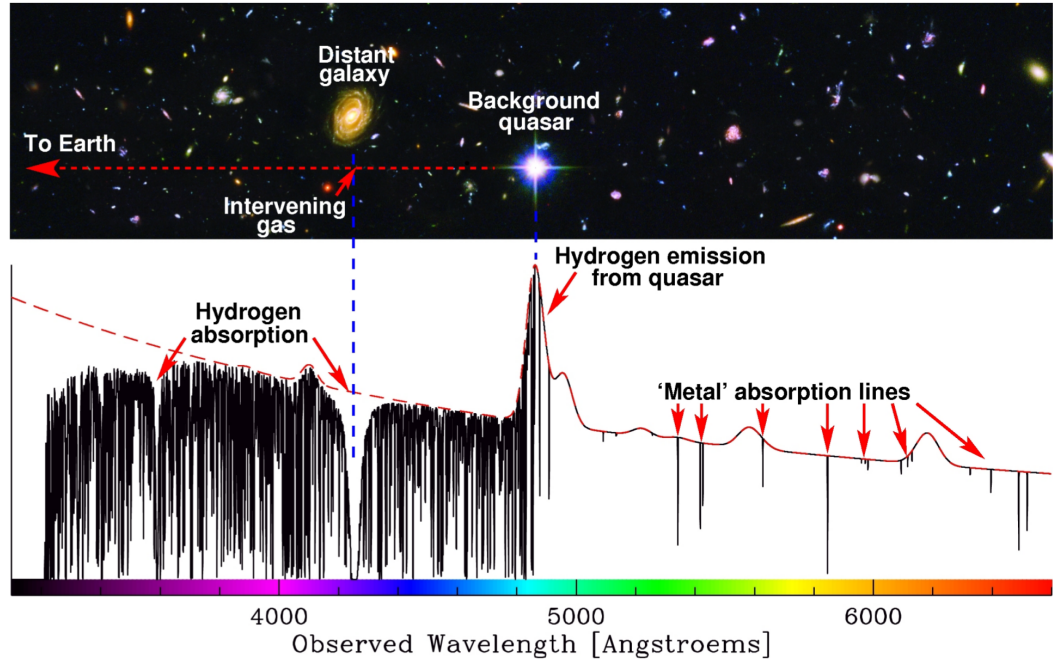 Distant
galaxy
Background
quasar
To Earth
Intervening
gas
Hydrogen emission
from quasar
Hydrogen
absorption
‘Metal’ absorption lines
4000
5000
6000
Observed Wavelength [Angstroems]